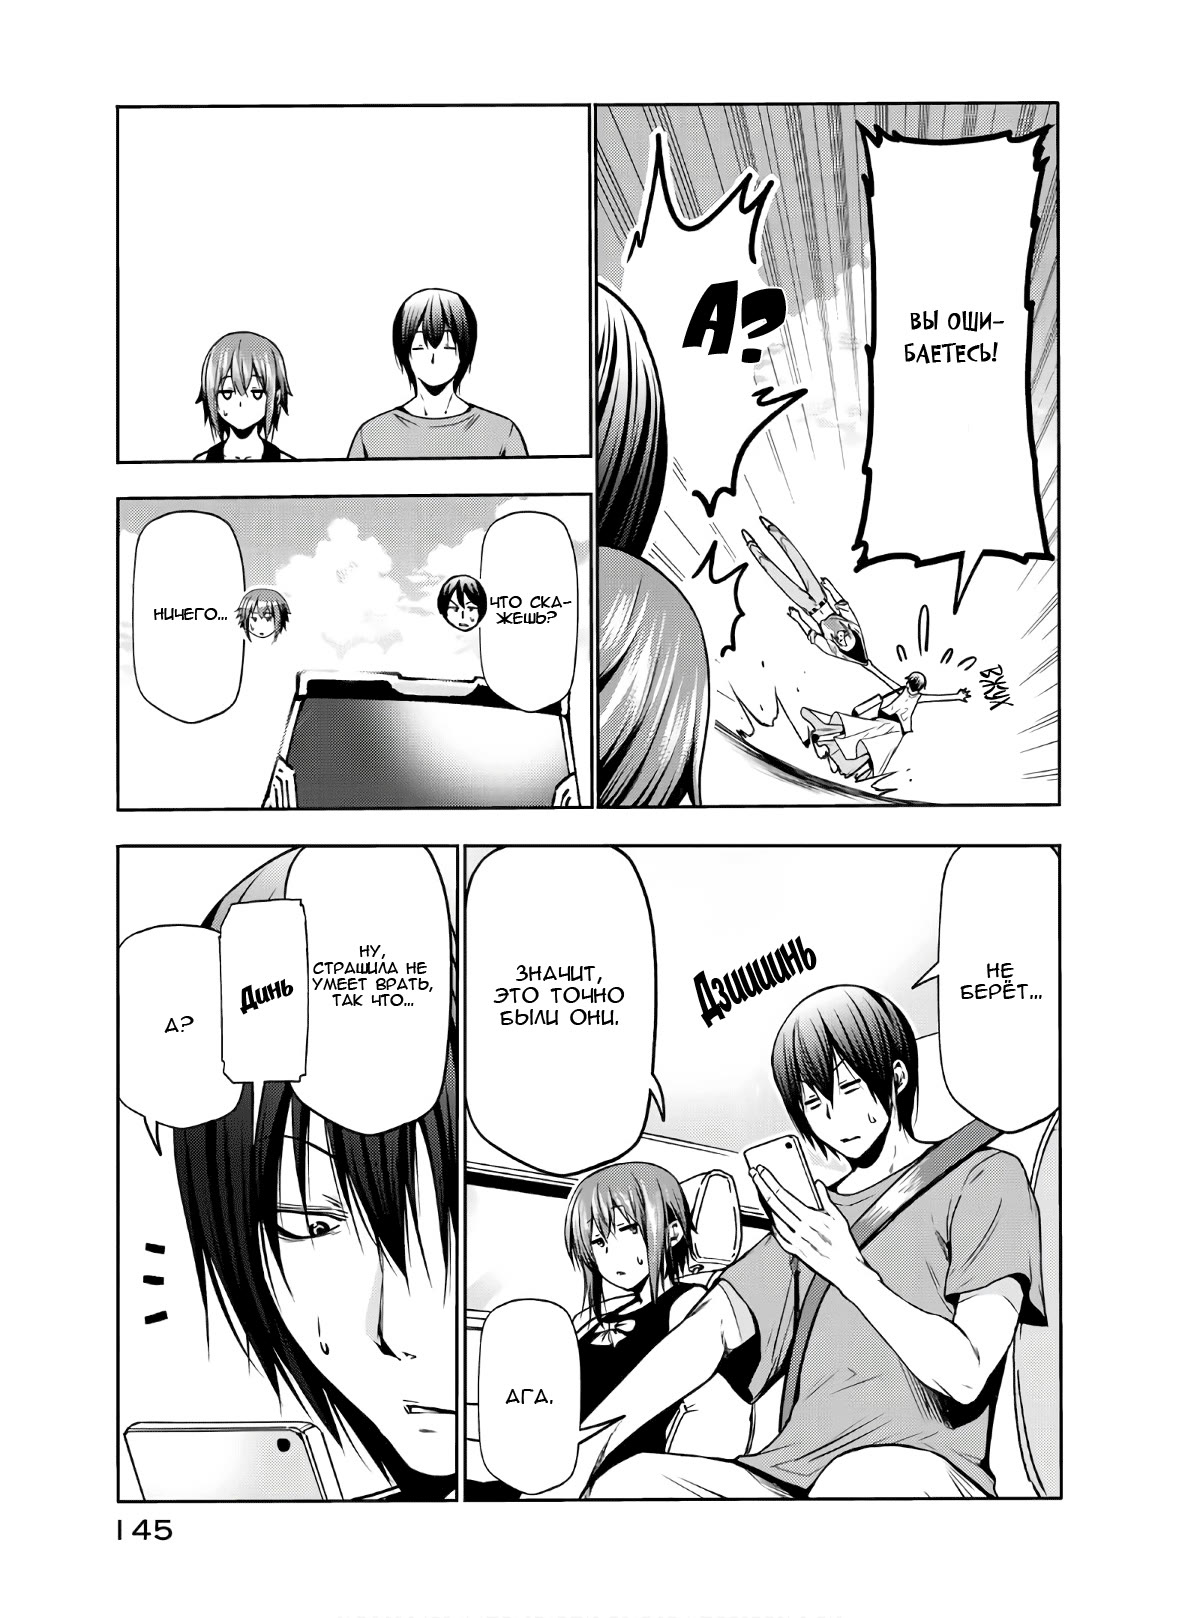 ВЫ ОШИ-
БАЕТЕСЬ!
А?
ВЖУХ
ЧТО СКА-
ЖЕШЬ?
НИЧЕГО...
НЕ
БЕРЁТ...
Дзиииинь
ЗНАЧИТ,
ЭТО ТОЧНО
БЫЛИ ОНИ.
АГА.
НУ,
СТРАШИЛА НЕ
УМЕЕТ ВРАТЬ,
ТАК ЧТО...
Динь
А?
145